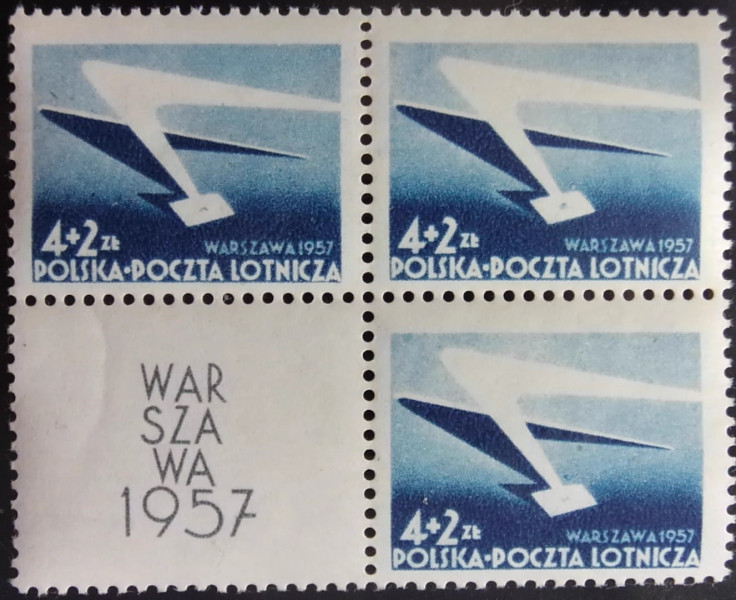 4+2 ZŁ
WARSZAWA 1957
POLSKA•POCZTA LOTNICZA
4+2 ZŁ
WARSZAWA 1957
POLSKA•POCZTA LOTNICZA
WAR
SZA
WA
1957
4+2 ZŁ
WARSZAWA 1957
POLSKA•POCZTA LOTNICZA